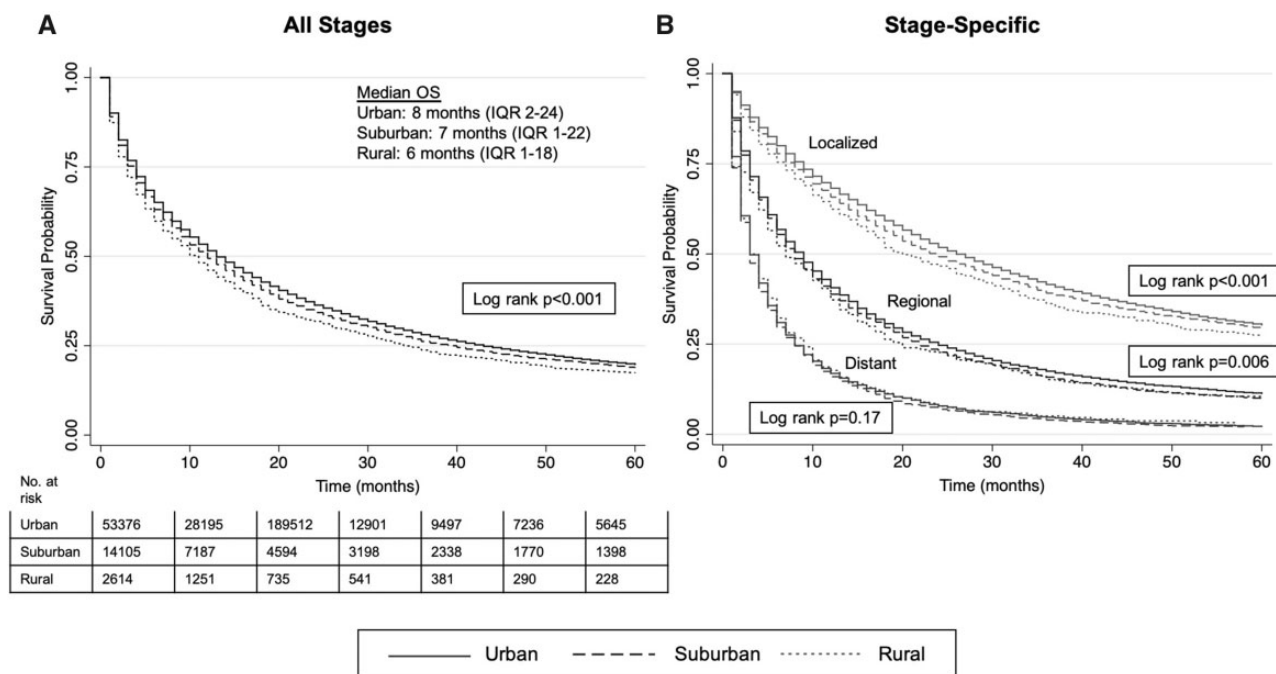 A
All Stages
Median OS
Urban: 8 months (IQR 2-24)
Suburban: 7 months (IQR 1-22)
Rural: 6 months (IQR 1-18)
Log rank p<0.001
Survival Probability
1.00
0.75
0.50
0.25
0.00
0 10 20 30 40 50 60
Time (months)
No. at
risk
Urban 53376 28195 189512 12901 9497 7236 5645
Suburban 14105 7187 4594 3198 2338 1770 1398
Rural 2614 1251 735 541 381 290 228
B
Stage-Specific
Localized
Log rank p<0.001
Regional
Log rank p=0.006
Distant
Log rank p=0.17
Survival Probability
1.00
0.75
0.50
0.25
0.00
0 10 20 30 40 50 60
Time (months)
Urban Suburban Rural